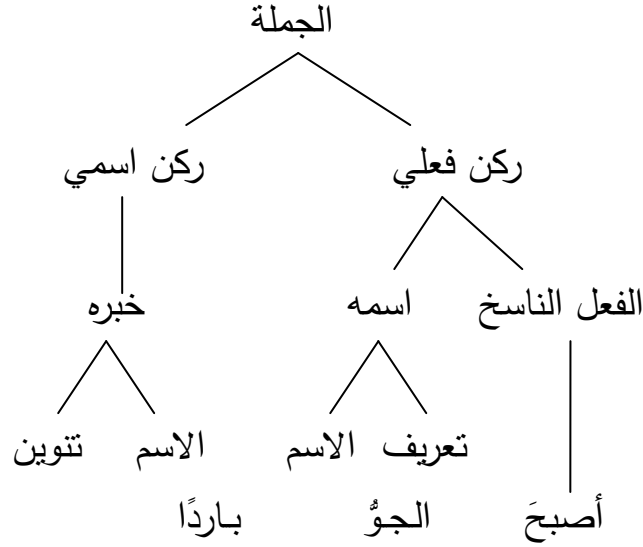 الجملة
ركن فعلي ركن اسمي
الفعل الناسخ اسمه خبره
تعريف الاسم الاسم تنوين
أصبحَ الجوُّ باردًا